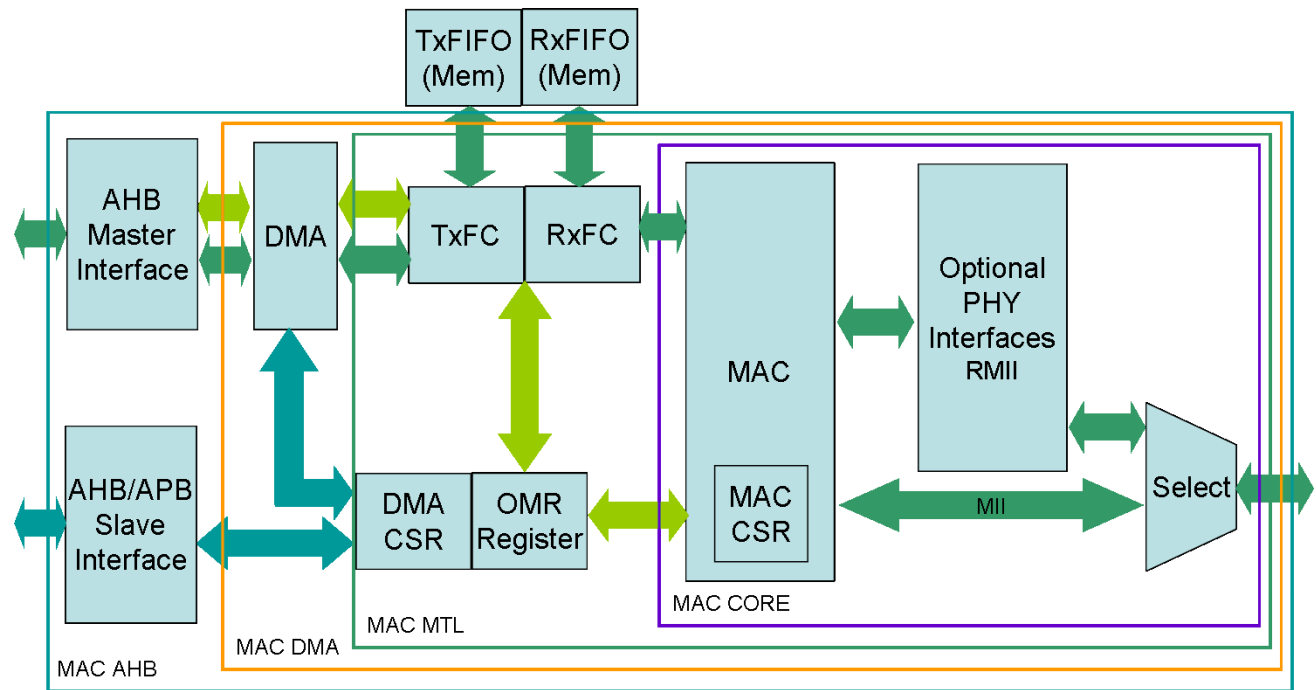 TxFIFO
(Mem)
RxFIFO
(Mem)
AHB
Master
Interface
DMA
TxFC
RxFC
MAC
Optional
PHY
Interfaces
RMII
AHB/APB
Slave
Interface
DMA
CSR
OMR
Register
MAC
CSR
MII
Select
MAC CORE
MAC MTL
MAC DMA
MAC AHB